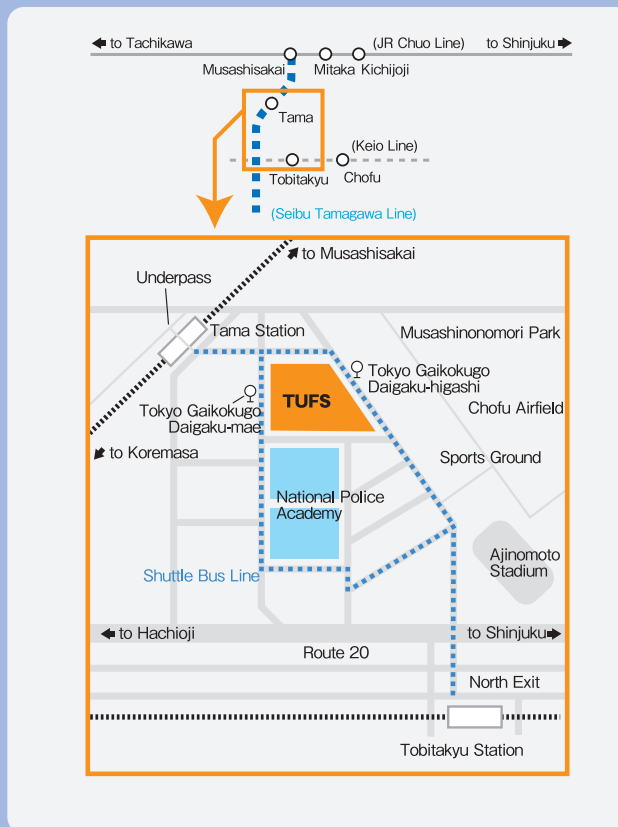 to Tachikawa
(JR Chuo Line)
to Shinjuku
Musashisakai
Mitaka
Kichijoji
Tama
(Keio Line)
Tobitakyu
Chofu
(Seibu Tamagawa Line)
to Musashisakai
Underpass
Tama Station
Musashinonomori Park
Tokyo Gaikokugo
Daigaku-higashi
TUFS
Tokyo Gaikokugo
Daigaku-mae
Chofu Airfield
to Koremasa
Sports Ground
National Police
Academy
Ajinomoto
Stadium
Shuttle Bus Line
to Hachioji
to Shinjuku
Route 20
North Exit
Tobitakyu Station